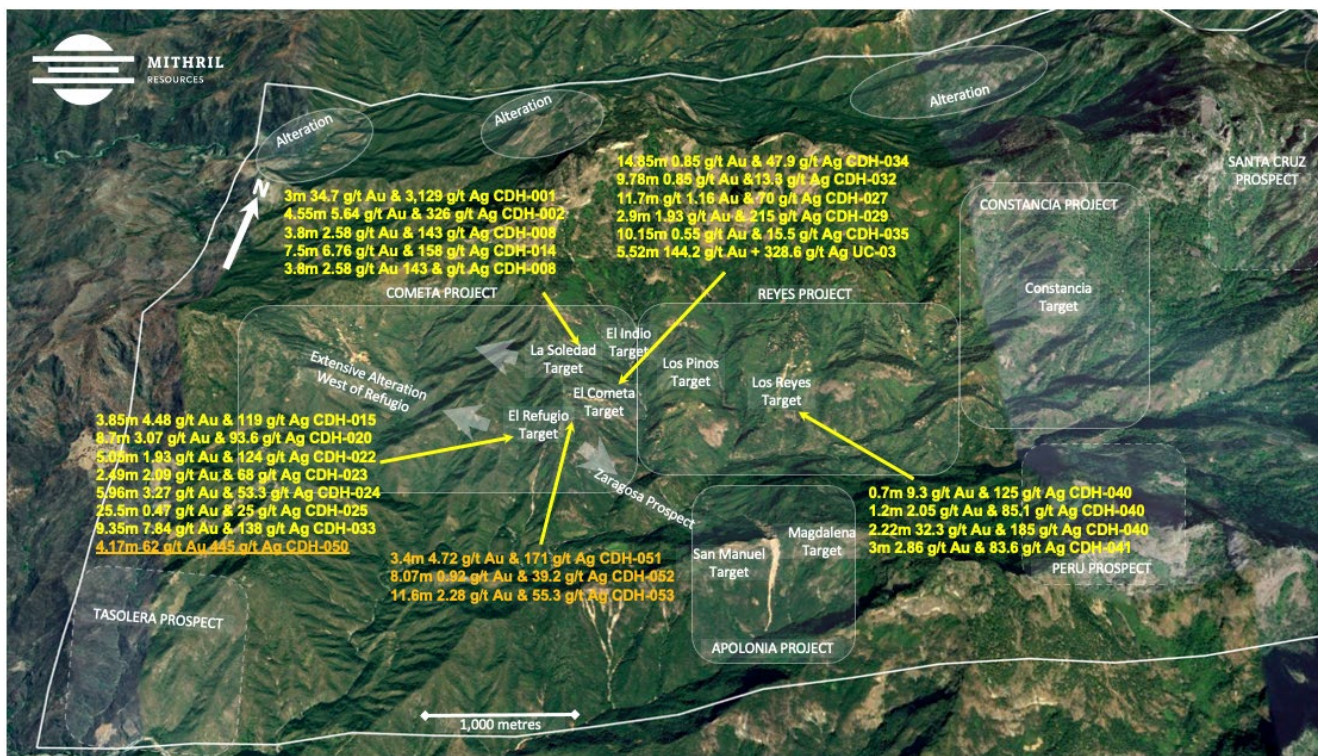 MITHRIL
RESOURCES
Alteration
Alteration
Alteration
N
SANTA CRUZ
PROSPECT
3m 34.7 g/t Au & 3,129 g/t Ag CDH-001
4.55m 5.64 g/t Au & 326 g/t Ag CDH-002
3.8m 2.58 g/t Au & 143 g/t Ag CDH-008
7.5m 6.76 g/t Au & 158 g/t Ag CDH-014
3.8m 2.58 g/t Au 143 & g/t Ag CDH-008
14.85m 0.85 g/t Au & 47.9 g/t Ag CDH-034
9.78m 0.85 g/t Au &13.3 g/t Ag CDH-032
11.7m g/t 1.16 Au & 70 g/t Ag CDH-027
2.9m 1.93 g/t Au & 215 g/t Ag CDH-029
10.15m 0.55 g/t Au & 15.5 g/t Ag CDH-035
5.52m 144.2 g/t Au + 328.6 g/t Ag UC-03
COMETA PROJECT
REYES PROJECT
CONSTANCIA PROJECT
Constancia
Target
El Indio
Target
La Soledad
Target
Los Pinos
Target
Los Reyes
Target
El Cometa
Target
El Refugio
Target
Extensive Alteration
West of Refugio
Zaragosa Prospect
3.85m 4.48 g/t Au & 119 g/t Ag CDH-015
8.7m 3.07 g/t Au & 93.6 g/t Ag CDH-020
5.05m 1.93 g/t Au & 124 g/t Ag CDH-022
2.49m 2.09 g/t Au & 68 g/t Ag CDH-023
5.96m 3.27 g/t Au & 53.3 g/t Ag CDH-024
25.5m 0.47 g/t Au & 25 g/t Ag CDH-025
9.35m 7.84 g/t Au & 138 g/t Ag CDH-033
4.17m 62 g/t Au 445 g/t Ag CDH-050
3.4m 4.72 g/t Au & 171 g/t Ag CDH-051
8.07m 0.92 g/t Au & 39.2 g/t Ag CDH-052
11.6m 2.28 g/t Au & 55.3 g/t Ag CDH-053
0.7m 9.3 g/t Au & 125 g/t Ag CDH-040
1.2m 2.05 g/t Au & 85.1 g/t Ag CDH-040
2.22m 32.3 g/t Au & 185 g/t Ag CDH-040
3m 2.86 g/t Au & 83.6 g/t Ag CDH-041
PERU PROSPECT
San Manuel
Target
Magdalena
Target
APOLONIA PROJECT
TASOLERA PROSPECT
1,000 metres